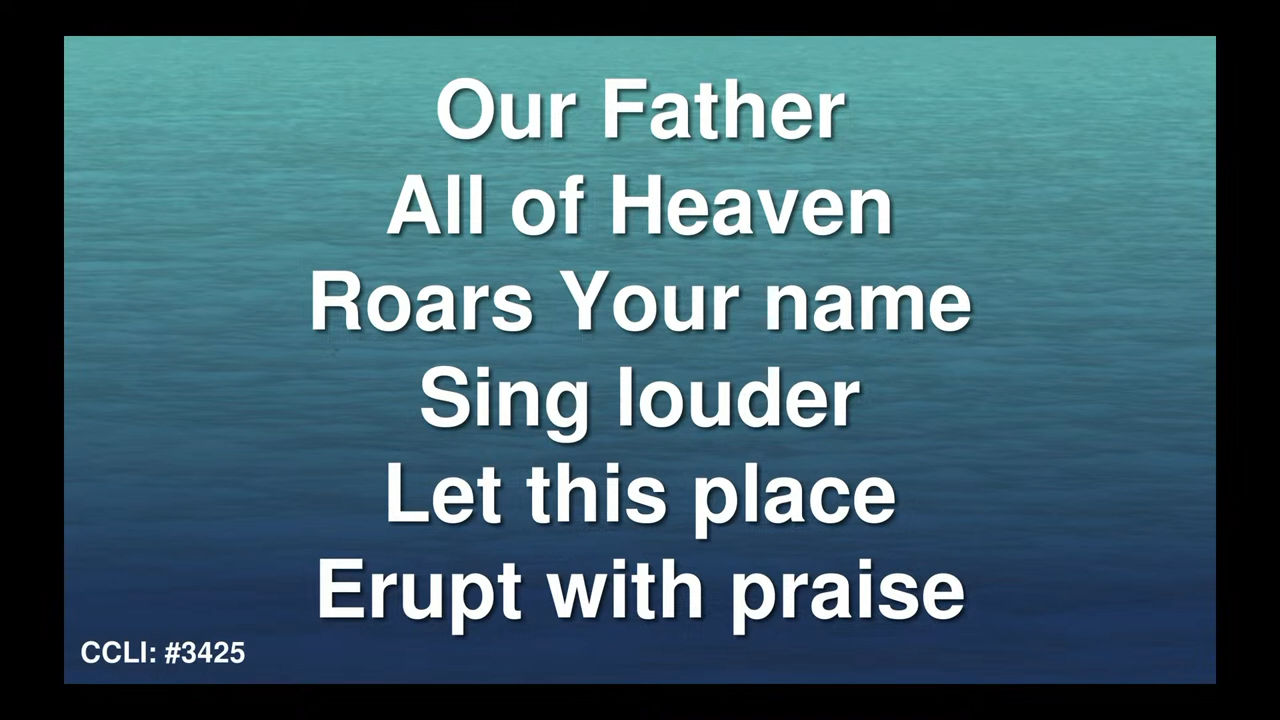 Our Father
All of Heaven
Roars Your name
Sing louder
Let this place
Erupt with praise
CCLI: #3425